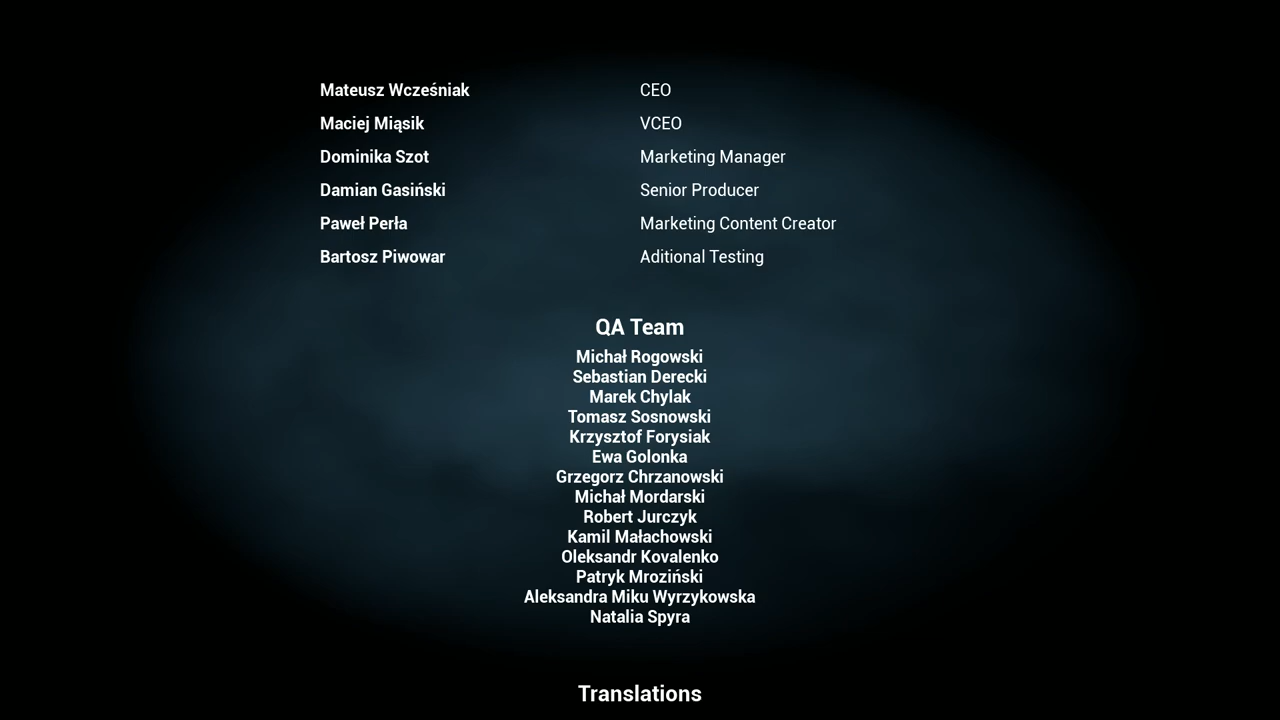 Mateusz Wcześniak CEO
Maciej Miąsik VCEO
Dominika Szot Marketing Manager
Damian Gasiński Senior Producer
Paweł Perła Marketing Content Creator
Bartosz Piwowar Aditional Testing
QA Team
Michał Rogowski
Sebastian Derecki
Marek Chylak
Tomasz Sosnowski
Krzysztof Forysiak
Ewa Golonka
Grzegorz Chrzanowski
Michał Mordarski
Robert Jurczyk
Kamil Małachowski
Oleksandr Kovalenko
Patryk Mroziński
Aleksandra Miku Wyrzykowska
Natalia Spyra
Translations